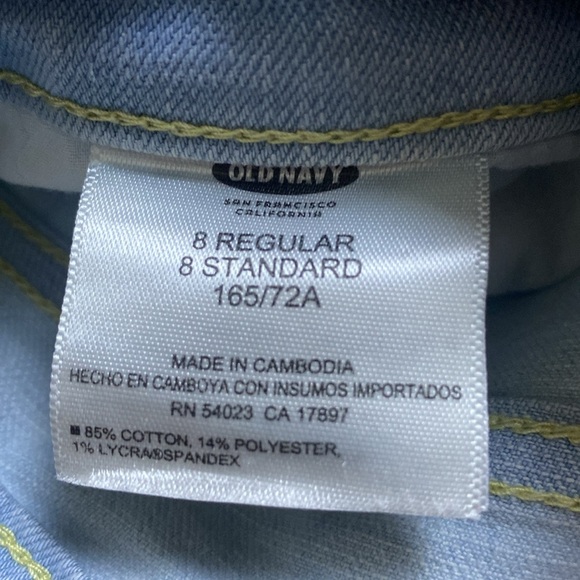 OLD NAVY
SAN FRANCISCO
CALIFORNIA
8 REGULAR
8 STANDARD
165/72A
MADE IN CAMBODIA
HECHO EN CAMBOYA CON INSUMOS IMPORTADOS
RN 54023 CA 17897
85% COTTON, 14% POLYESTER,
1% LYCRA®SPANDEX